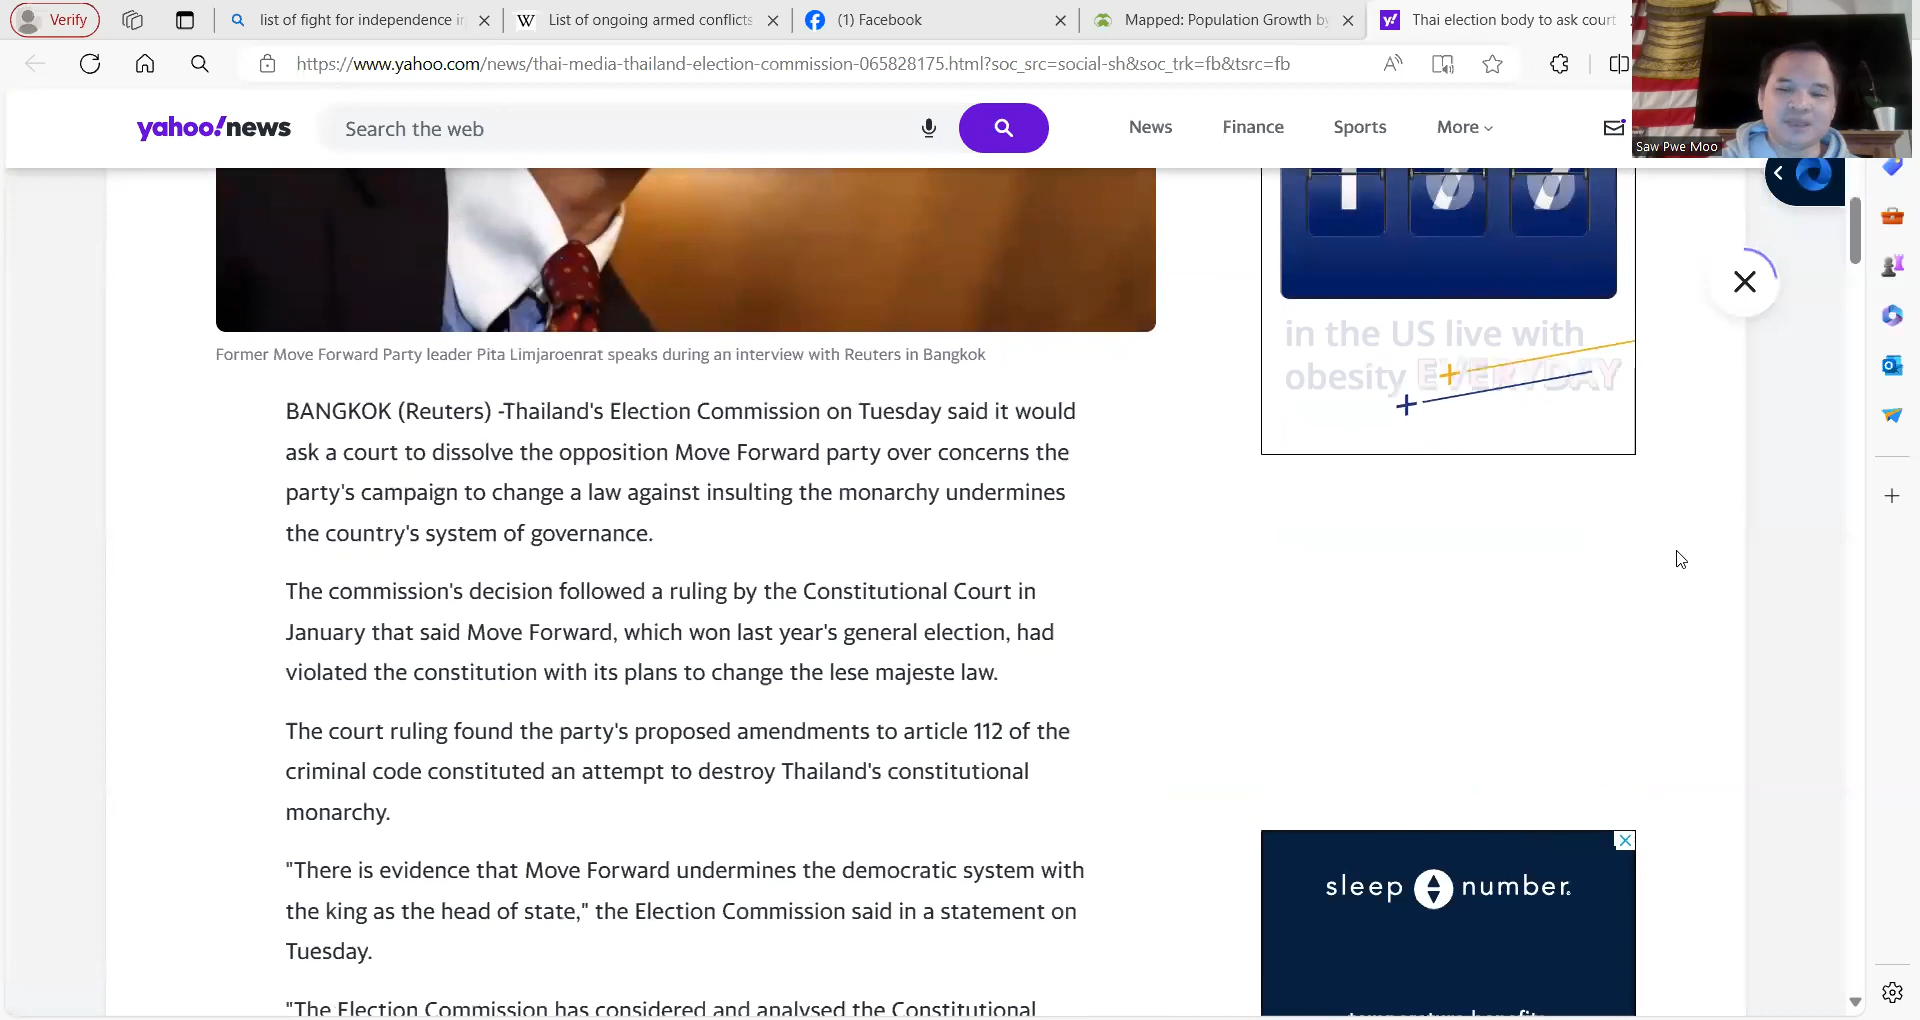 Verify
list of fight for independence i
List of ongoing armed conflicts
(1) Facebook
Mapped: Population Growth by
Thai election body to ask court
https://www.yahoo.com/news/thai-media-thailand-election-commission-065828175.html?soc_src=social-sh&soc_trk=fb&tsrc=fb
Saw Pwe Moo
yahoo!news
Search the web
News
Finance
Sports
More
in the US live with
obesity EVERYDAY
Former Move Forward Party leader Pita Limjaroenrat speaks during an interview with Reuters in Bangkok
BANGKOK (Reuters) -Thailand's Election Commission on Tuesday said it would
ask a court to dissolve the opposition Move Forward party over concerns the
party's campaign to change a law against insulting the monarchy undermines
the country's system of governance.
The commission's decision followed a ruling by the Constitutional Court in
January that said Move Forward, which won last year's general election, had
violated the constitution with its plans to change the lese majeste law.
The court ruling found the party's proposed amendments to article 112 of the
criminal code constituted an attempt to destroy Thailand's constitutional
monarchy.
"There is evidence that Move Forward undermines the democratic system with
the king as the head of state," the Election Commission said in a statement on
Tuesday.
"The Election Commission has considered and analysed the Constitutional
sleep number